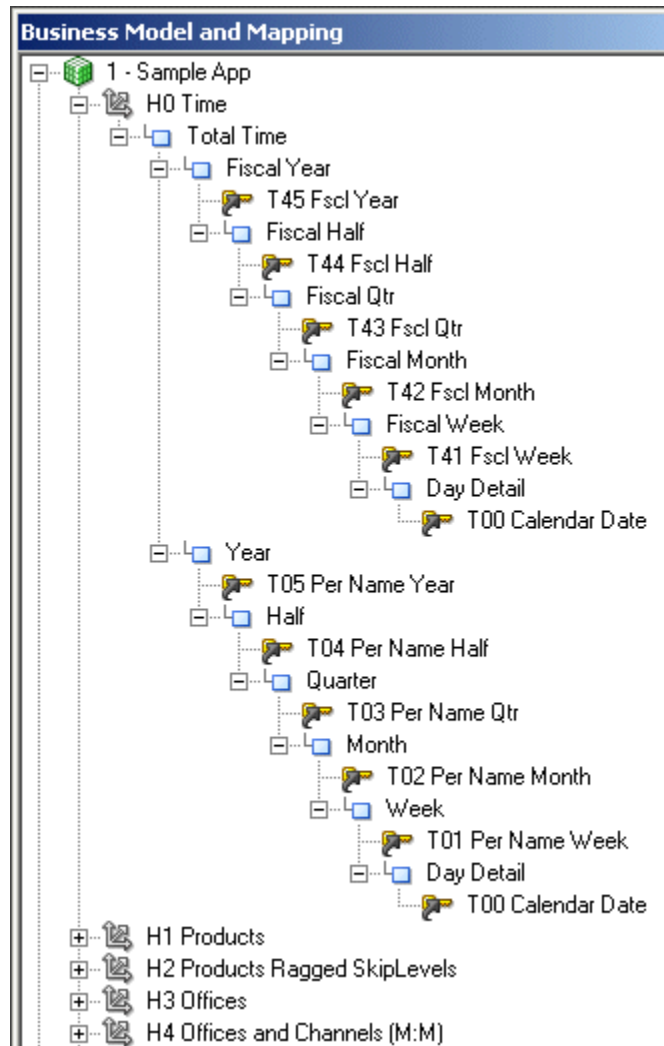 Business Model and Mapping
1 - Sample App
H0 Time
Total Time
Fiscal Year
T45 Fscl Year
Fiscal Half
T44 Fscl Half
Fiscal Qtr
T43 Fscl Qtr
Fiscal Month
T42 Fscl Month
Fiscal Week
T41 Fscl Week
Day Detail
T00 Calendar Date
Year
T05 Per Name Year
Half
T04 Per Name Half
Quarter
T03 Per Name Qtr
Month
T02 Per Name Month
Week
T01 Per Name Week
Day Detail
T00 Calendar Date
H1 Products
H2 Products Ragged SkipLevels
H3 Offices
H4 Offices and Channels (M:M)